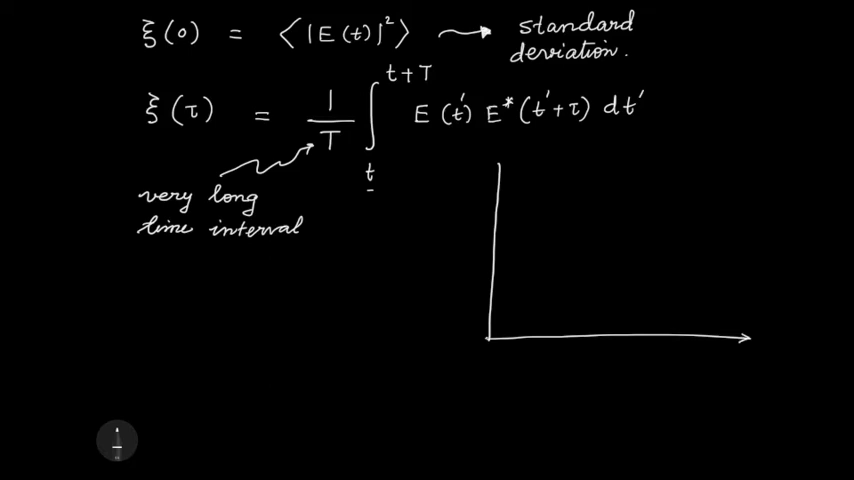 ξ(0) = ⟨|E(t)|²⟩ → standard
deviation.
ξ(τ) = 1/T ∫ₜ^{t+T} E(t′) E*(t′+τ) dt′
very long
time interval